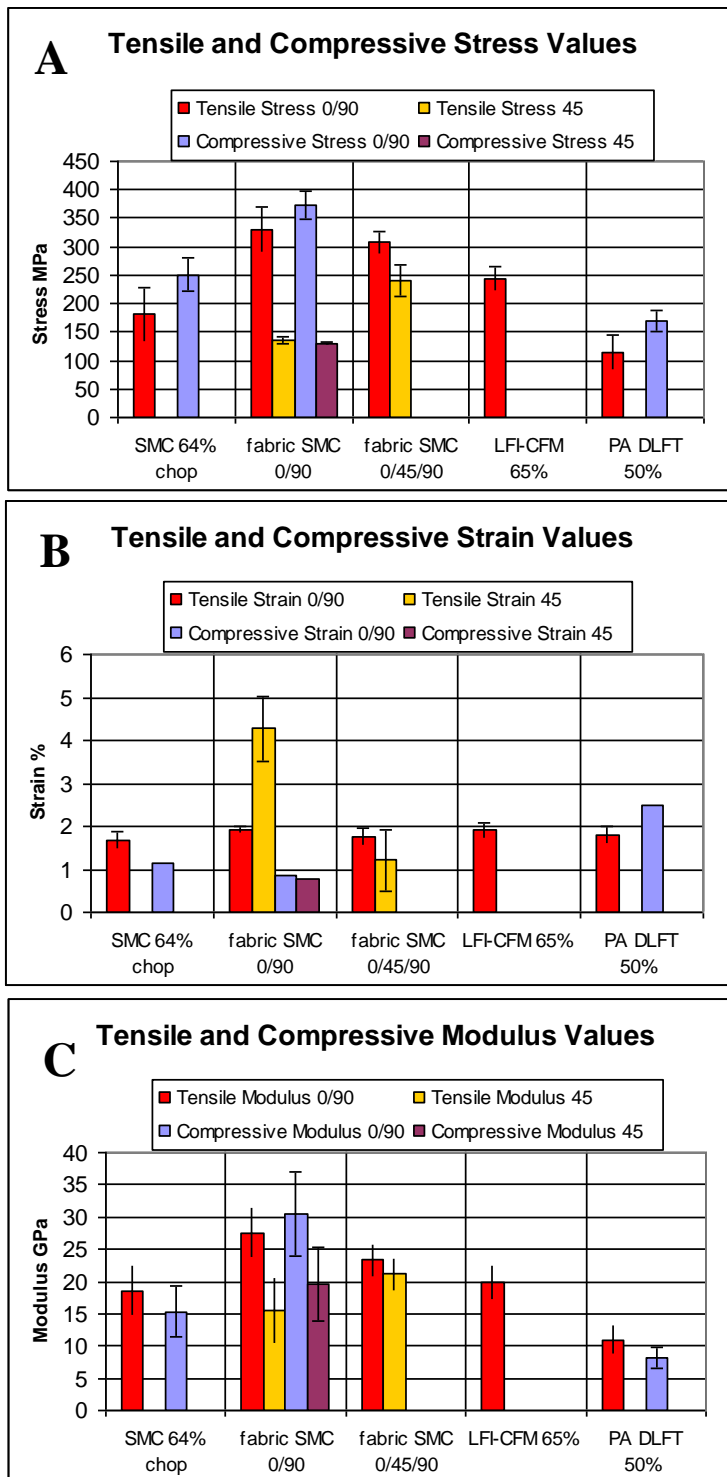 A
Tensile and Compressive Stress Values
Tensile Stress 0/90
Tensile Stress 45
Compressive Stress 0/90
Compressive Stress 45
450
400
350
300
250
200
150
100
50
0
Stress MPa
SMC 64%
chop
fabric SMC
0/90
fabric SMC
0/45/90
LFI-CFM
65%
PA DLFT
50%
B
Tensile and Compressive Strain Values
Tensile Strain 0/90
Tensile Strain 45
Compressive Strain 0/90
Compressive Strain 45
6
5
4
3
2
1
0
Strain %
SMC 64%
chop
fabric SMC
0/90
fabric SMC
0/45/90
LFI-CFM 65%
PA DLFT
50%
C
Tensile and Compressive Modulus Values
Tensile Modulus 0/90
Tensile Modulus 45
Compressive Modulus 0/90
Compressive Modulus 45
40
35
30
25
20
15
10
5
0
Modulus GPa
SMC 64%
chop
fabric SMC
0/90
fabric SMC
0/45/90
LFI-CFM 65%
PA DLFT
50%